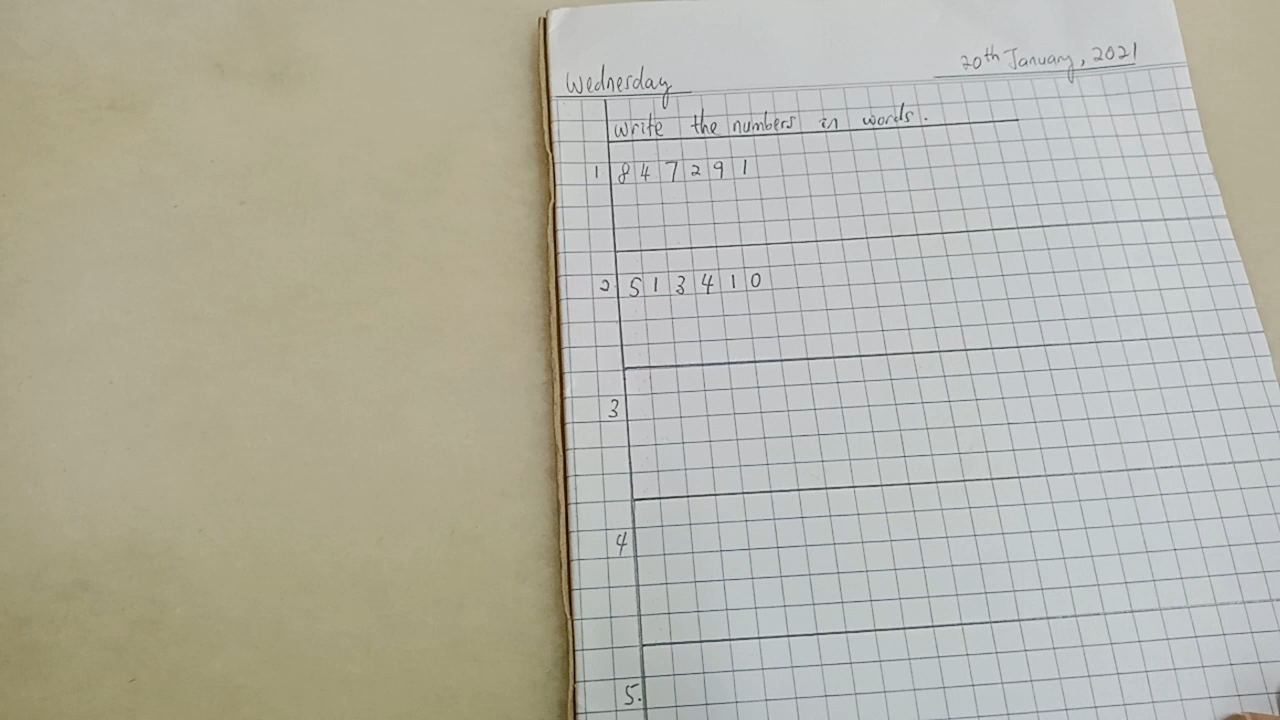 Wednesday 20th January, 2021
Write the numbers in words.
1 8 4 7 2 9 1
2 5 1 3 4 1 0
3
4
5.